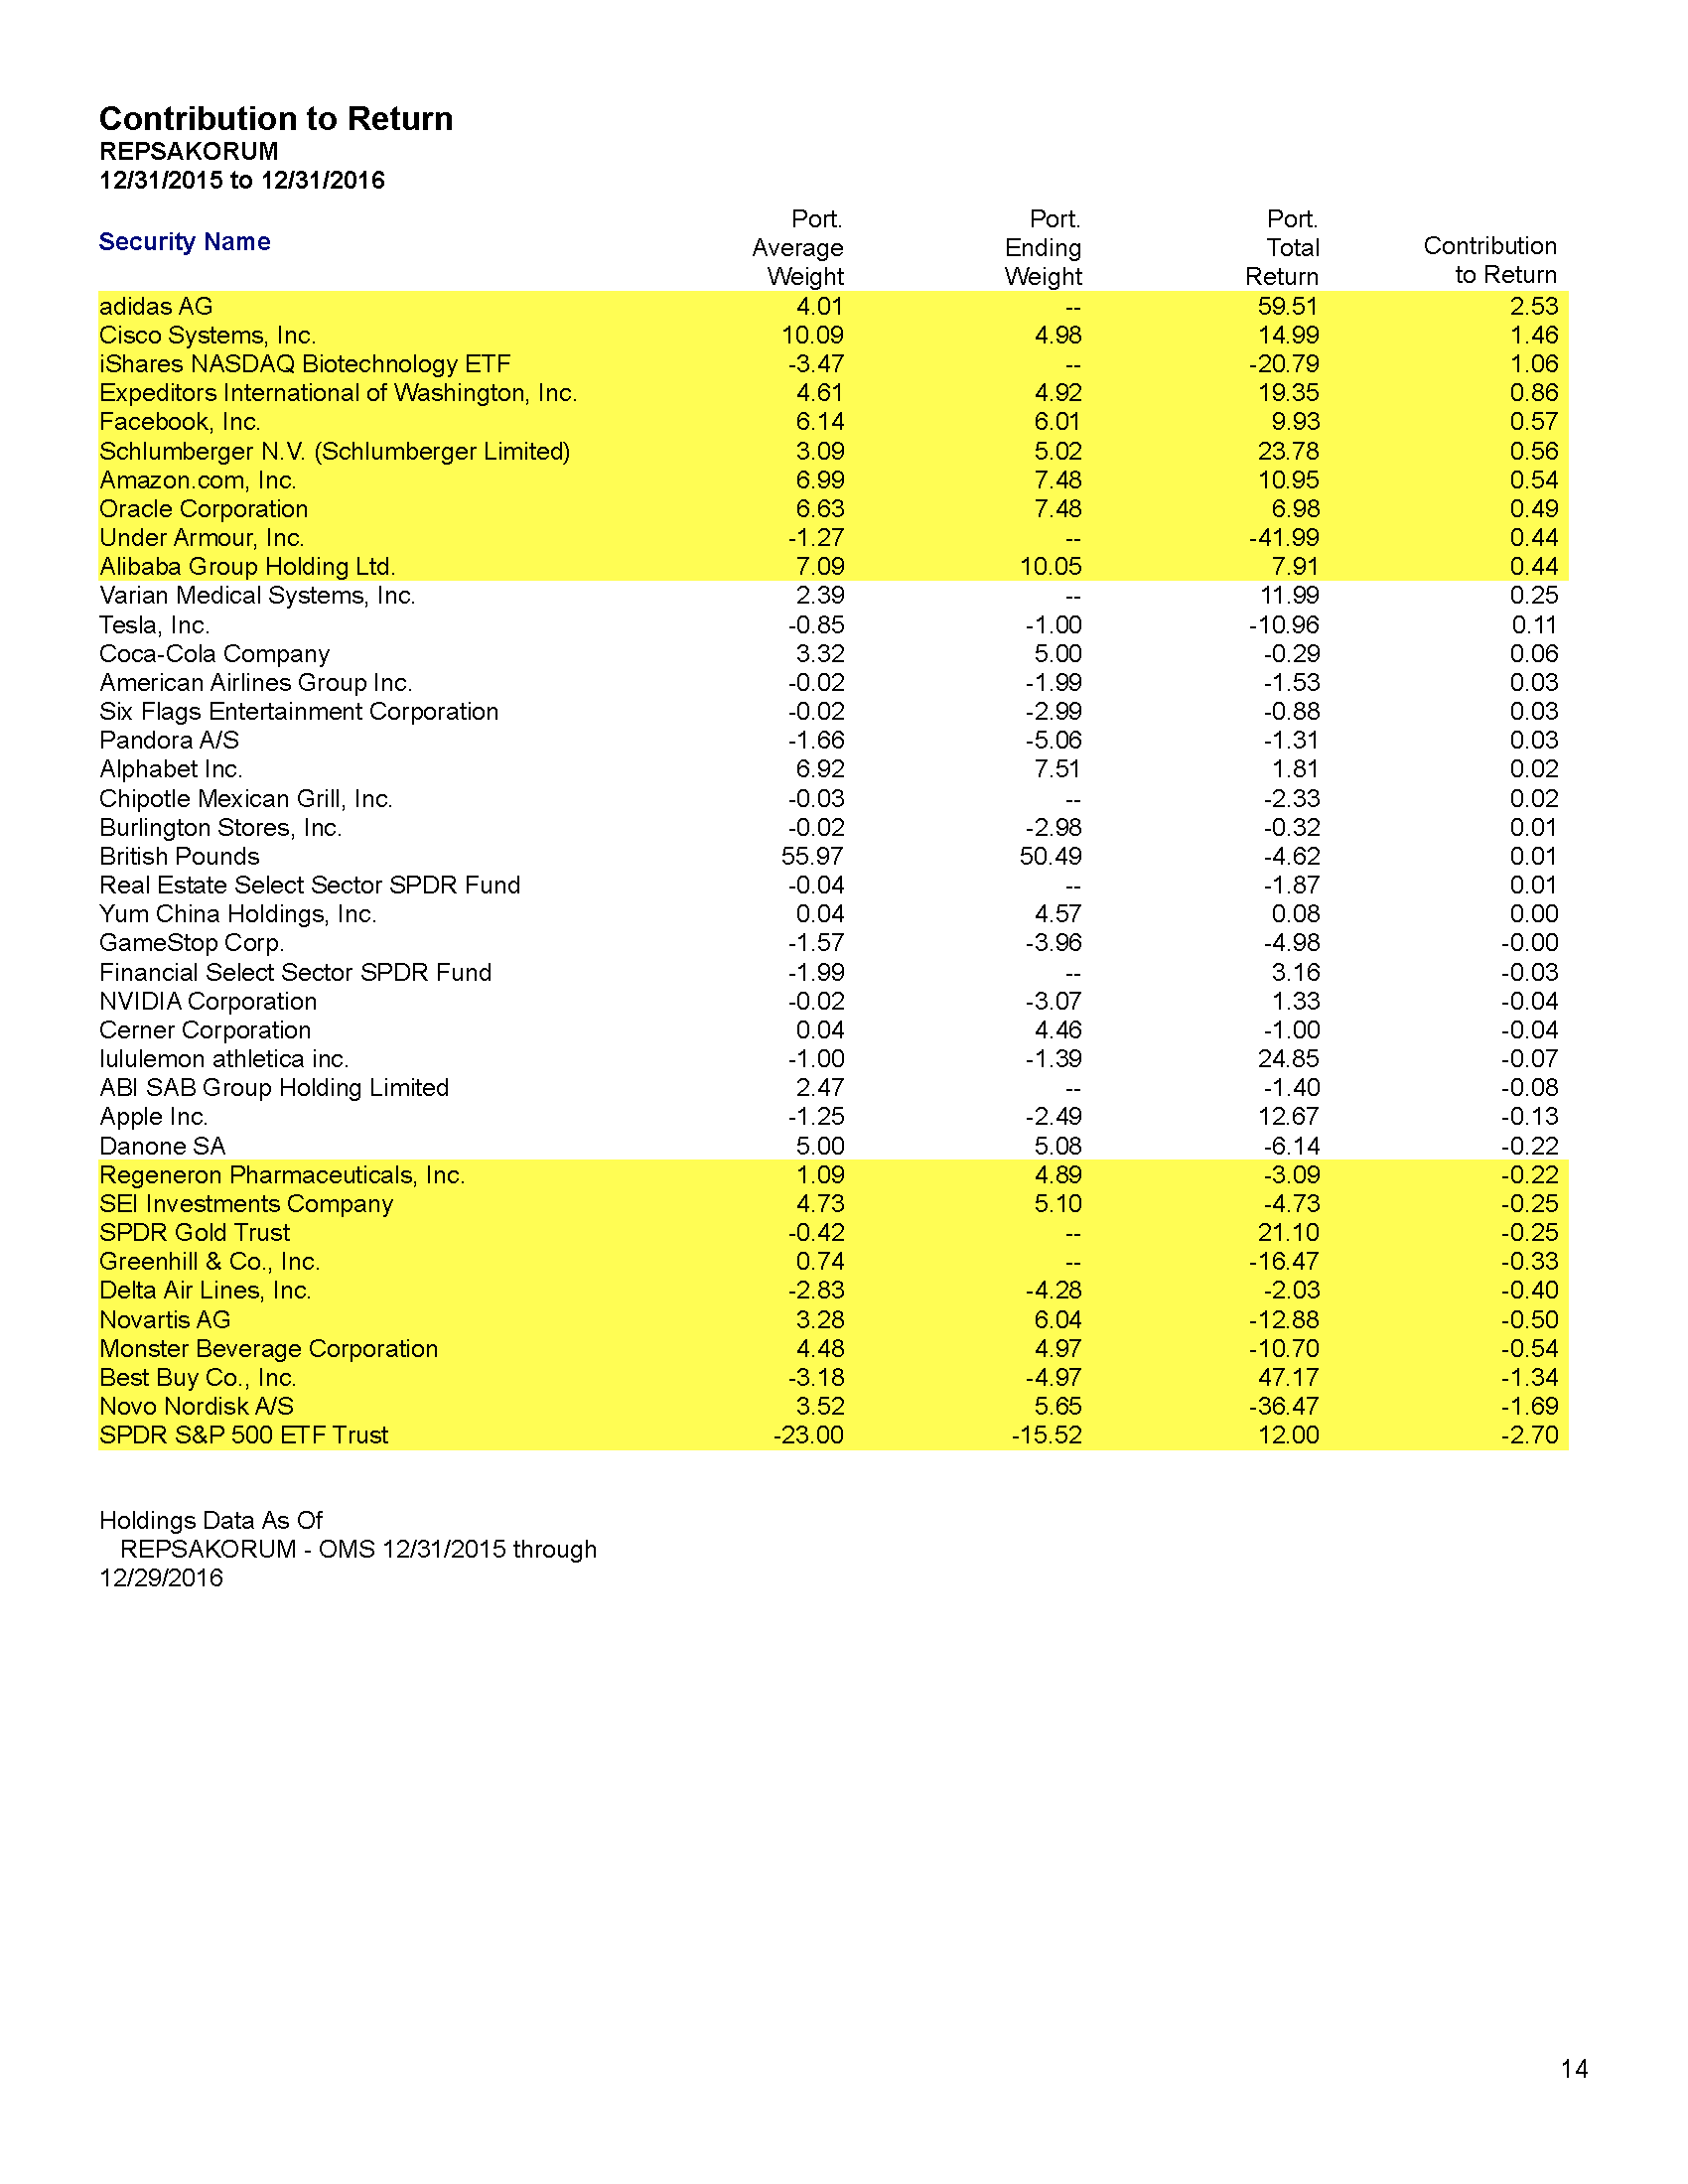 Contribution to Return
REPSAKORUM
12/31/2015 to 12/31/2016
Security Name Port. Average Weight Port. Ending Weight Port. Total Return Contribution to Return
adidas AG 4.01 -- 59.51 2.53
Cisco Systems, Inc. 10.09 4.98 14.99 1.46
iShares NASDAQ Biotechnology ETF -3.47 -- -20.79 1.06
Expeditors International of Washington, Inc. 4.61 4.92 19.35 0.86
Facebook, Inc. 6.14 6.01 9.93 0.57
Schlumberger N.V. (Schlumberger Limited) 3.09 5.02 23.78 0.56
Amazon.com, Inc. 6.99 7.48 10.95 0.54
Oracle Corporation 6.63 7.48 6.98 0.49
Under Armour, Inc. -1.27 -- -41.99 0.44
Alibaba Group Holding Ltd. 7.09 10.05 7.91 0.44
Varian Medical Systems, Inc. 2.39 -- 11.99 0.25
Tesla, Inc. -0.85 -1.00 -10.96 0.11
Coca-Cola Company 3.32 5.00 -0.29 0.06
American Airlines Group Inc. -0.02 -1.99 -1.53 0.03
Six Flags Entertainment Corporation -0.02 -2.99 -0.88 0.03
Pandora A/S -1.66 -5.06 -1.31 0.03
Alphabet Inc. 6.92 7.51 1.81 0.02
Chipotle Mexican Grill, Inc. -0.03 -- -2.33 0.02
Burlington Stores, Inc. -0.02 -2.98 -0.32 0.01
British Pounds 55.97 50.49 -4.62 0.01
Real Estate Select Sector SPDR Fund -0.04 -- -1.87 0.01
Yum China Holdings, Inc. 0.04 4.57 0.08 0.00
GameStop Corp. -1.57 -3.96 -4.98 -0.00
Financial Select Sector SPDR Fund -1.99 -- 3.16 -0.03
NVIDIA Corporation -0.02 -3.07 1.33 -0.04
Cerner Corporation 0.04 4.46 -1.00 -0.04
lululemon athletica inc. -1.00 -1.39 24.85 -0.07
ABI SAB Group Holding Limited 2.47 -- -1.40 -0.08
Apple Inc. -1.25 -2.49 12.67 -0.13
Danone SA 5.00 5.08 -6.14 -0.22
Regeneron Pharmaceuticals, Inc. 1.09 4.89 -3.09 -0.22
SEI Investments Company 4.73 5.10 -4.73 -0.25
SPDR Gold Trust -0.42 -- 21.10 -0.25
Greenhill & Co., Inc. 0.74 -- -16.47 -0.33
Delta Air Lines, Inc. -2.83 -4.28 -2.03 -0.40
Novartis AG 3.28 6.04 -12.88 -0.50
Monster Beverage Corporation 4.48 4.97 -10.70 -0.54
Best Buy Co., Inc. -3.18 -4.97 47.17 -1.34
Novo Nordisk A/S 3.52 5.65 -36.47 -1.69
SPDR S&P 500 ETF Trust -23.00 -15.52 12.00 -2.70
Holdings Data As Of
REPSAKORUM - OMS 12/31/2015 through
12/29/2016
14